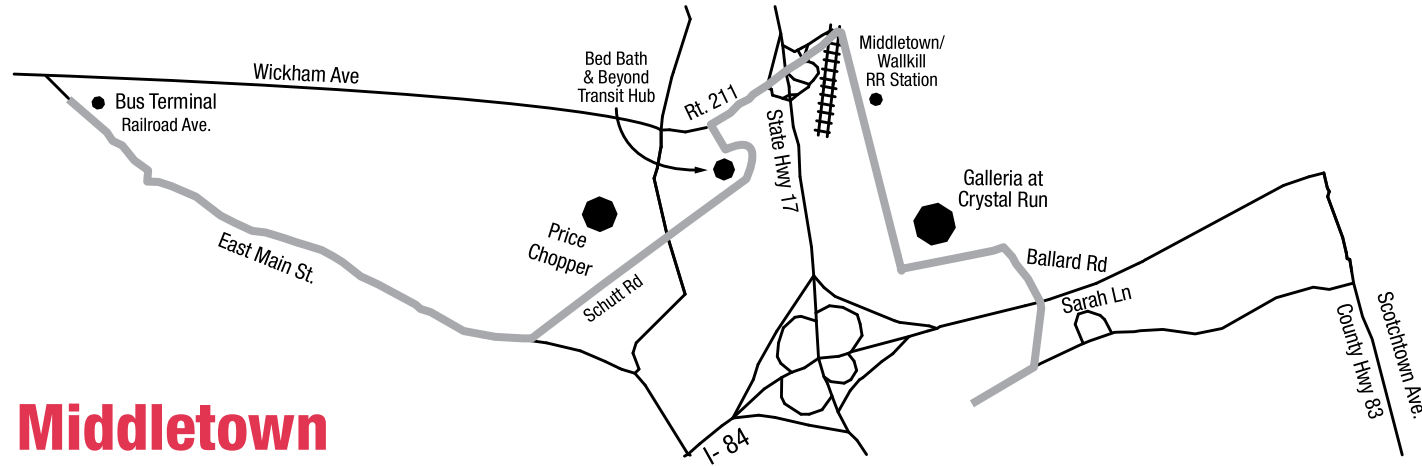 Wickham Ave
Bus Terminal
Railroad Ave.
Bed Bath
& Beyond
Transit Hub
Rt. 211
Middletown/
Wallkill
RR Station
State Hwy 17
Galleria at
Crystal Run
Price
Chopper
East Main St.
Schutt Rd
Ballard Rd
Sarah Ln
Scotchtown Ave.
County Hwy 83
I- 84
Middletown